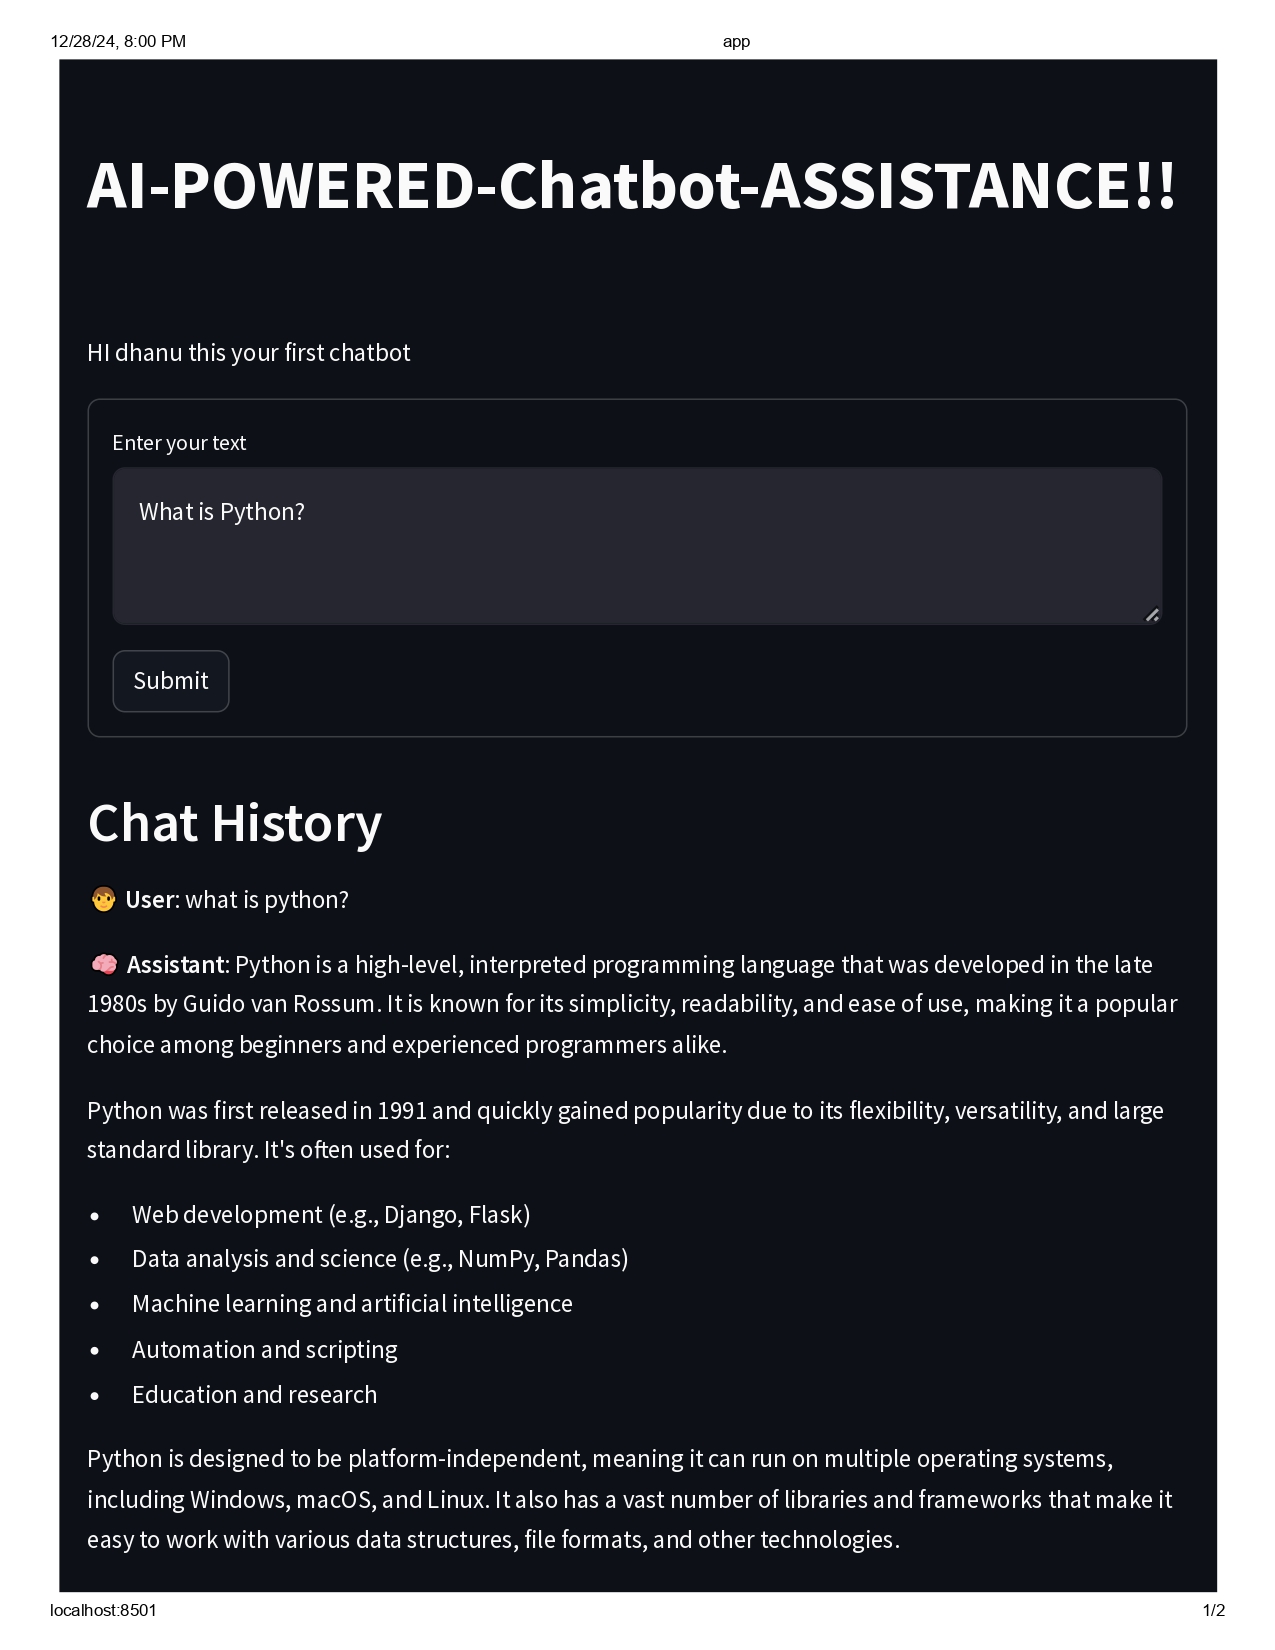 12/28/24, 8:00 PM app
AI-POWERED-Chatbot-ASSISTANCE!!
HI dhanu this your first chatbot
Enter your text
What is Python?
Submit
Chat History
🧑 User: what is python?
🧠 Assistant: Python is a high-level, interpreted programming language that was developed in the late
1980s by Guido van Rossum. It is known for its simplicity, readability, and ease of use, making it a popular
choice among beginners and experienced programmers alike.
Python was first released in 1991 and quickly gained popularity due to its flexibility, versatility, and large
standard library. It's often used for:
• Web development (e.g., Django, Flask)
• Data analysis and science (e.g., NumPy, Pandas)
• Machine learning and artificial intelligence
• Automation and scripting
• Education and research
Python is designed to be platform-independent, meaning it can run on multiple operating systems,
including Windows, macOS, and Linux. It also has a vast number of libraries and frameworks that make it
easy to work with various data structures, file formats, and other technologies.
localhost:8501 1/2